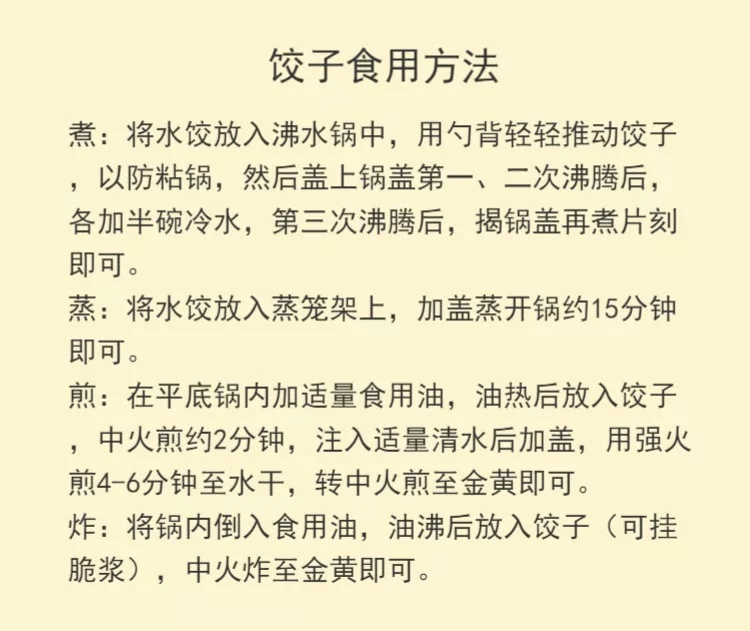 饺子食用方法
煮：将水饺放入沸水锅中，用勺背轻轻推动饺子
，以防粘锅，然后盖上锅盖第一、二次沸腾后，
各加半碗冷水，第三次沸腾后，揭锅盖再煮片刻
即可。
蒸：将水饺放入蒸笼架上，加盖蒸开锅约15分钟
即可。
煎：在平底锅内加适量食用油，油热后放入饺子
，中火煎约2分钟，注入适量清水后加盖，用强火
煎4-6分钟至水干，转中火煎至金黄即可。
炸：将锅内倒入食用油，油沸后放入饺子（可挂
脆浆），中火炸至金黄即可。